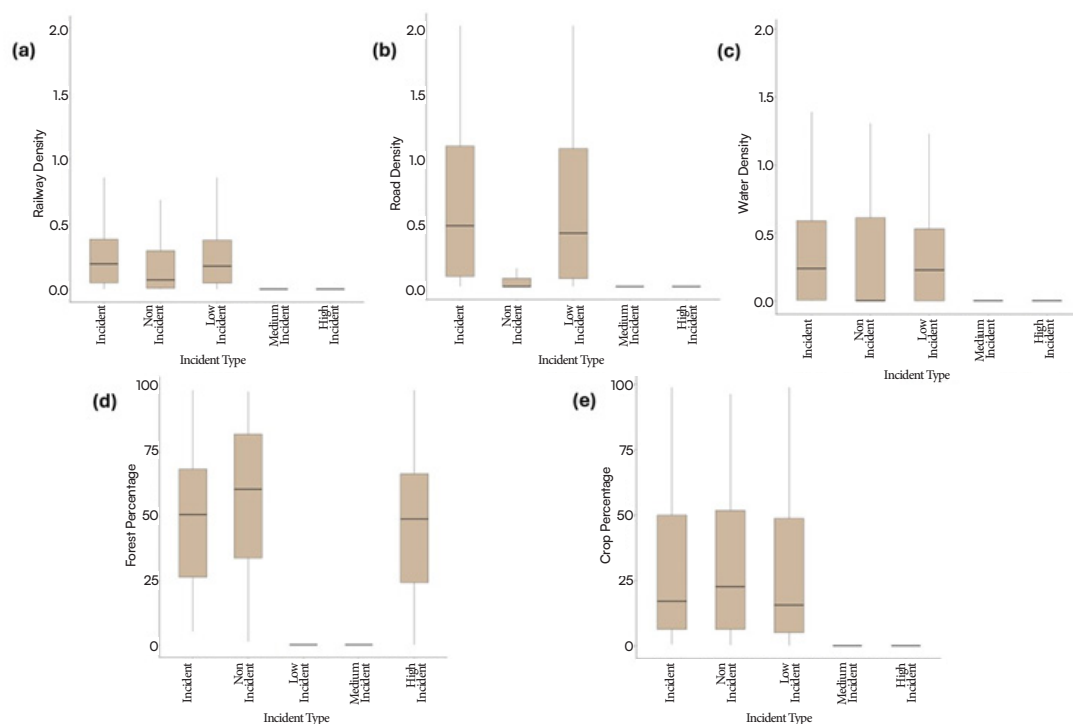 (a)
2.0
1.5
1.0
0.5
0.0
Railway Density
Incident
Non
Incident
Low
Incident
Medium
Incident
High
Incident
Incident Type
(b)
2.0
1.5
1.0
0.5
0.0
Road Density
Incident
Non
Incident
Low
Incident
Medium
Incident
High
Incident
Incident Type
(c)
2.0
1.5
1.0
0.5
0.0
Water Density
Incident
Non
Incident
Low
Incident
Medium
Incident
High
Incident
Incident Type
(d)
100
75
50
25
0
Forest Percentage
Incident
Non
Incident
Low
Incident
Medium
Incident
High
Incident
Incident Type
(e)
100
75
50
25
0
Crop Percentage
Incident
Non
Incident
Low
Incident
Medium
Incident
High
Incident
Incident Type